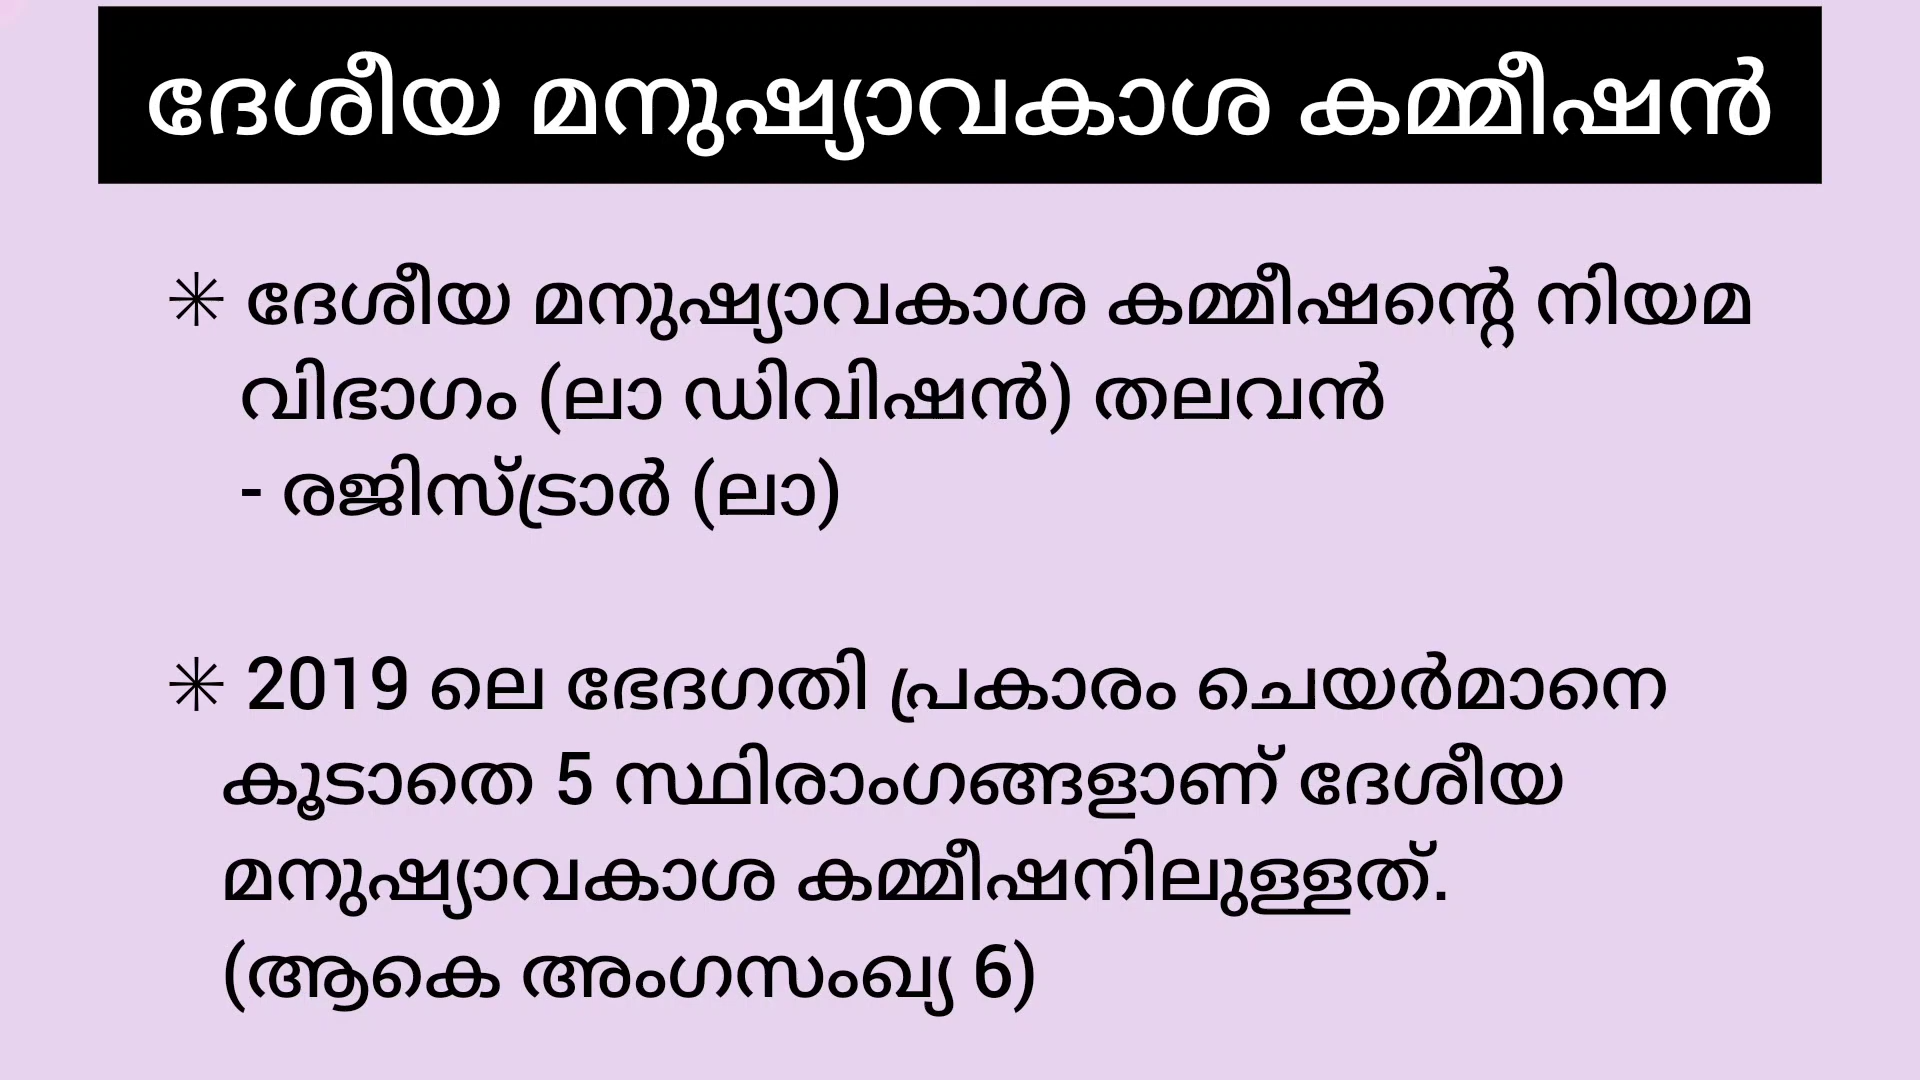 ദേശീയ മനുഷ്യാവകാശ കമ്മീഷൻ
✳ ദേശീയ മനുഷ്യാവകാശ കമ്മീഷന്റെ നിയമ
വിഭാഗം (ലാ ഡിവിഷൻ) തലവൻ
- രജിസ്ട്രാർ (ലാ)
✳ 2019 ലെ ഭേദഗതി പ്രകാരം ചെയർമാനെ
കൂടാതെ 5 സ്ഥിരാംഗങ്ങളാണ് ദേശീയ
മനുഷ്യാവകാശ കമ്മീഷനിലുള്ളത്.
(ആകെ അംഗസംഖ്യ 6)